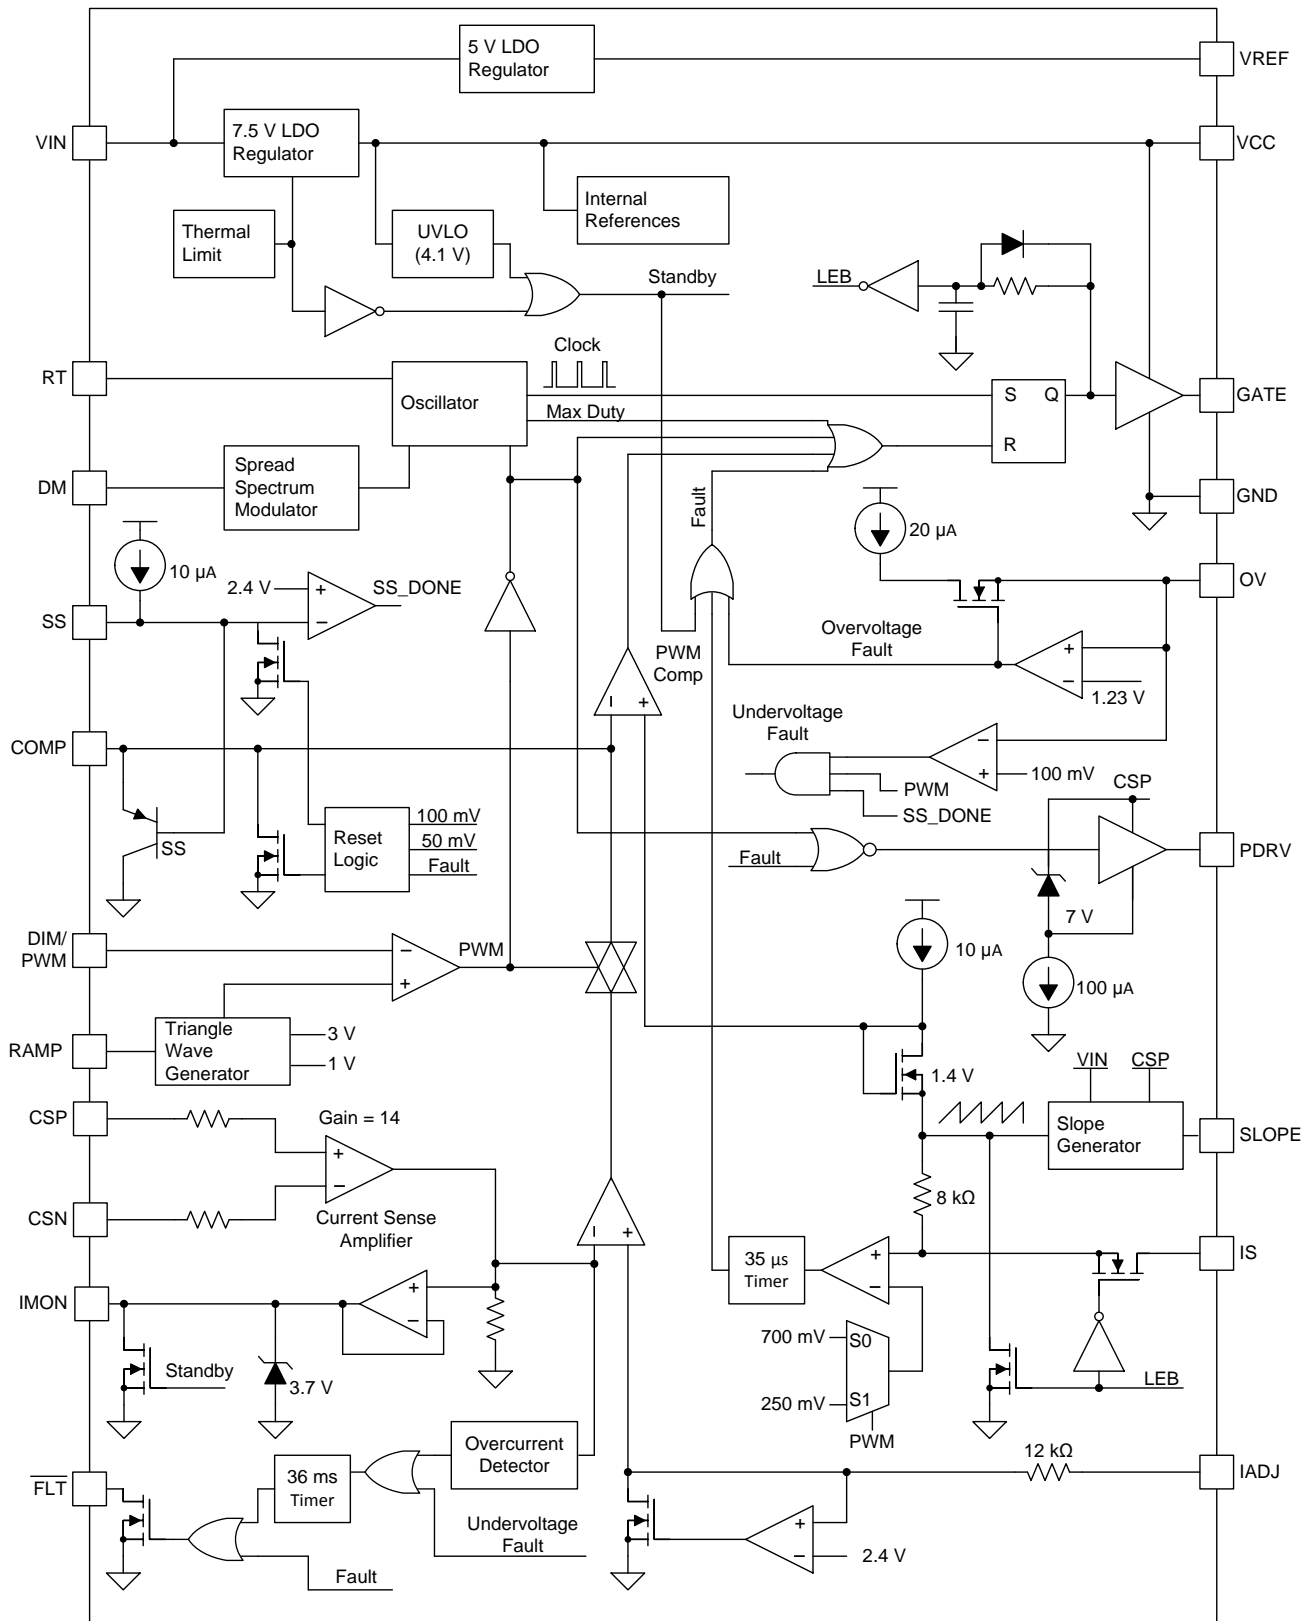 5 V LDO
Regulator
VREF
VIN
7.5 V LDO
Regulator
VCC
Thermal
Limit
UVLO
(4.1 V)
Internal
References
Standby
LEB
Clock
RT
Oscillator
Max Duty
S
Q
R
GATE
DM
Spread
Spectrum
Modulator
Fault
GND
20 µA
10 µA
2.4 V
+
−
SS_DONE
OV
SS
Overvoltage
Fault
+
−
1.23 V
PWM
Comp
−
+
Undervoltage
Fault
COMP
−
+
100 mV
PWM
SS_DONE
CSP
SS
Reset
Logic
100 mV
50 mV
Fault
Fault
PDRV
7 V
DIM/
PWM
−
+
PWM
10 µA
100 µA
RAMP
Triangle
Wave
Generator
3 V
1 V
1.4 V
VIN
CSP
CSP
Gain = 14
+
−
Slope
Generator
SLOPE
8 kΩ
CSN
Current Sense
Amplifier
−
+
35 µs
Timer
+
−
IS
IMON
+
−
700 mV
S0
Standby
3.7 V
250 mV
S1
PWM
LEB
Overcurrent
Detector
12 kΩ
IADJ
FLT
36 ms
Timer
Undervoltage
Fault
+
−
2.4 V
Fault